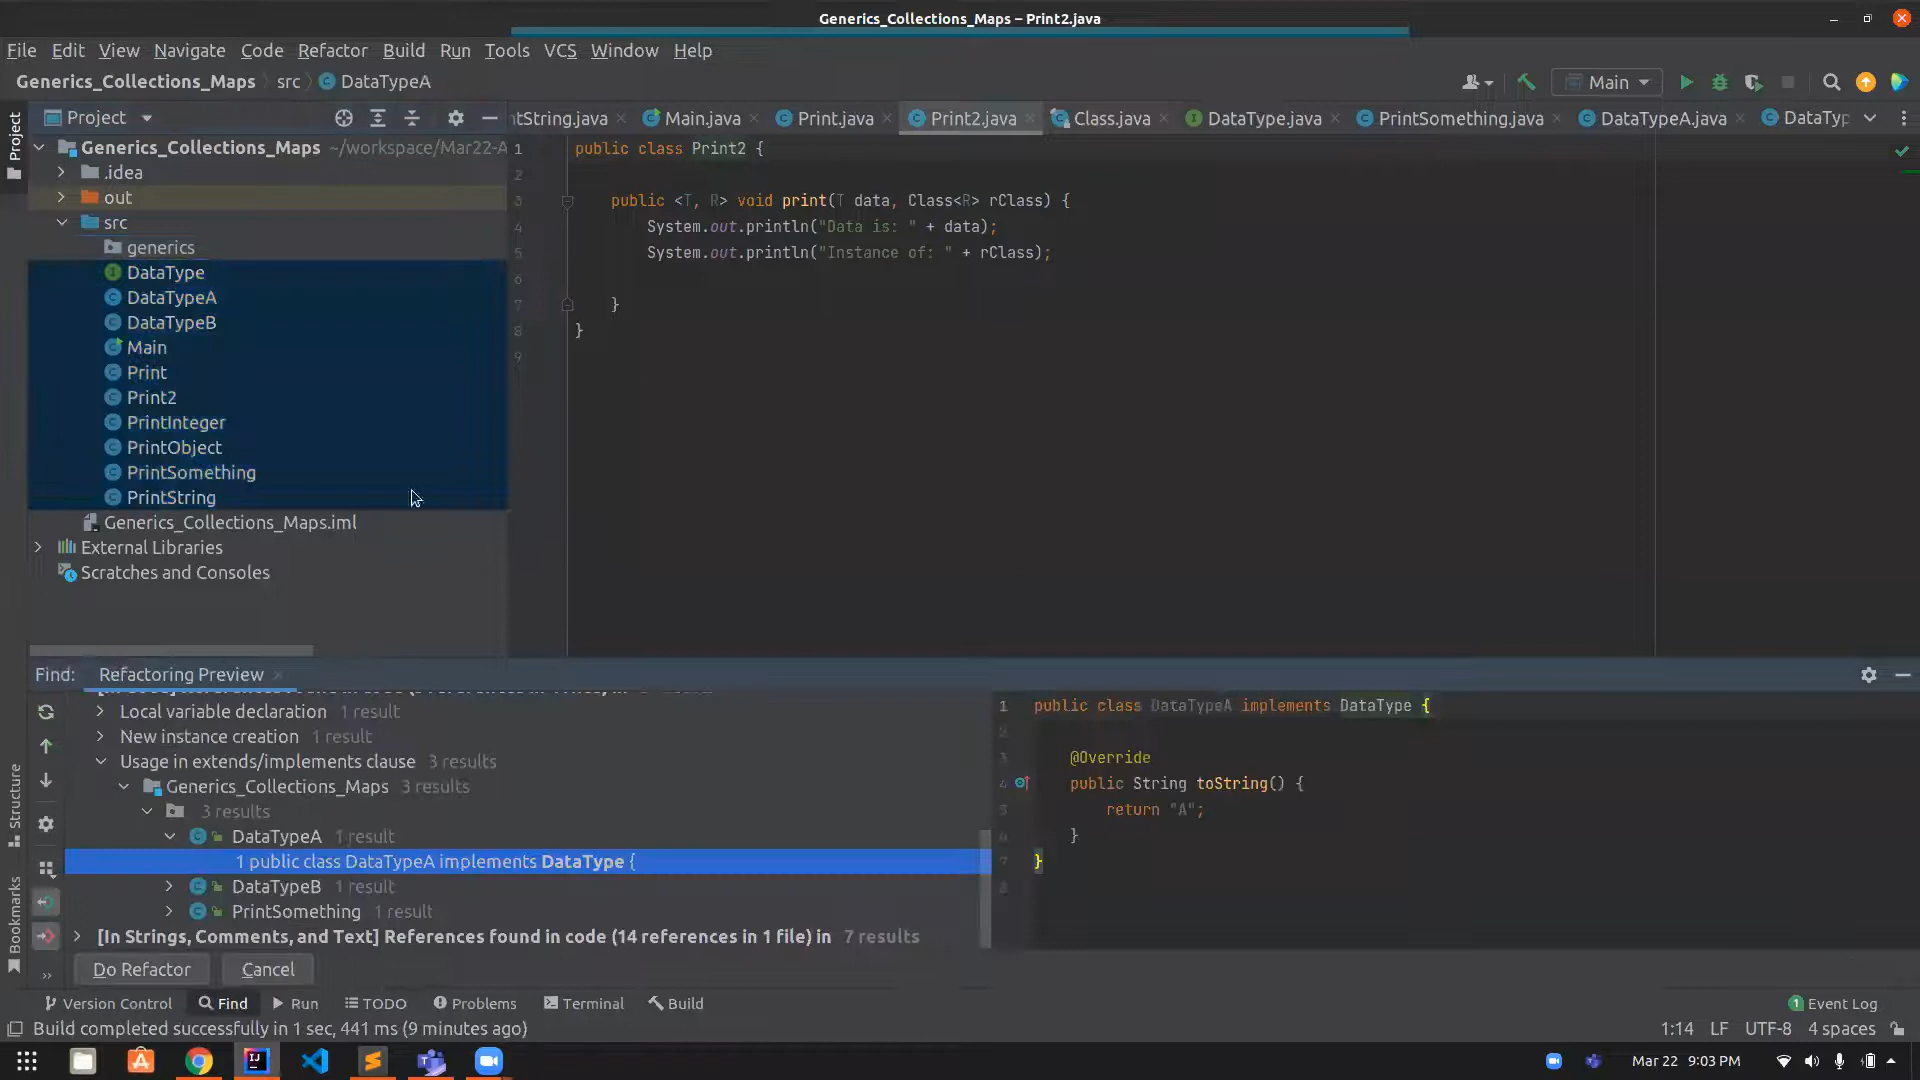 Generics_Collections_Maps – Print2.java
File Edit View Navigate Code Refactor Build Run Tools VCS Window Help
Generics_Collections_Maps src DataTypeA
Main
Project
Project
ntString.java Main.java Print.java Print2.java Class.java DataType.java PrintSomething.java DataTypeA.java DataTyp
Generics_Collections_Maps ~/workspace/Mar22-A
.idea
out
src
generics
DataType
DataTypeA
DataTypeB
Main
Print
Print2
PrintInteger
PrintObject
PrintSomething
PrintString
Generics_Collections_Maps.iml
External Libraries
Scratches and Consoles
1 public class Print2 {
2
3 public <T, R> void print(T data, Class<R> rClass) {
4 System.out.println("Data is: " + data);
5 System.out.println("Instance of: " + rClass);
6
7 }
8 }
9
Find: Refactoring Preview
Local variable declaration 1 result
New instance creation 1 result
Usage in extends/implements clause 3 results
Generics_Collections_Maps 3 results
3 results
DataTypeA 1 result
1 public class DataTypeA implements DataType {
DataTypeB 1 result
PrintSomething 1 result
[In Strings, Comments, and Text] References found in code (14 references in 1 file) in 7 results
Do Refactor Cancel
1 public class DataTypeA implements DataType {
2
3 @Override
4 public String toString() {
5 return "A";
6 }
7 }
8
Structure
Bookmarks
Version Control Find Run TODO Problems Terminal Build
1 Event Log
Build completed successfully in 1 sec, 441 ms (9 minutes ago)
1:14 LF UTF-8 4 spaces
Mar 22 9:03 PM